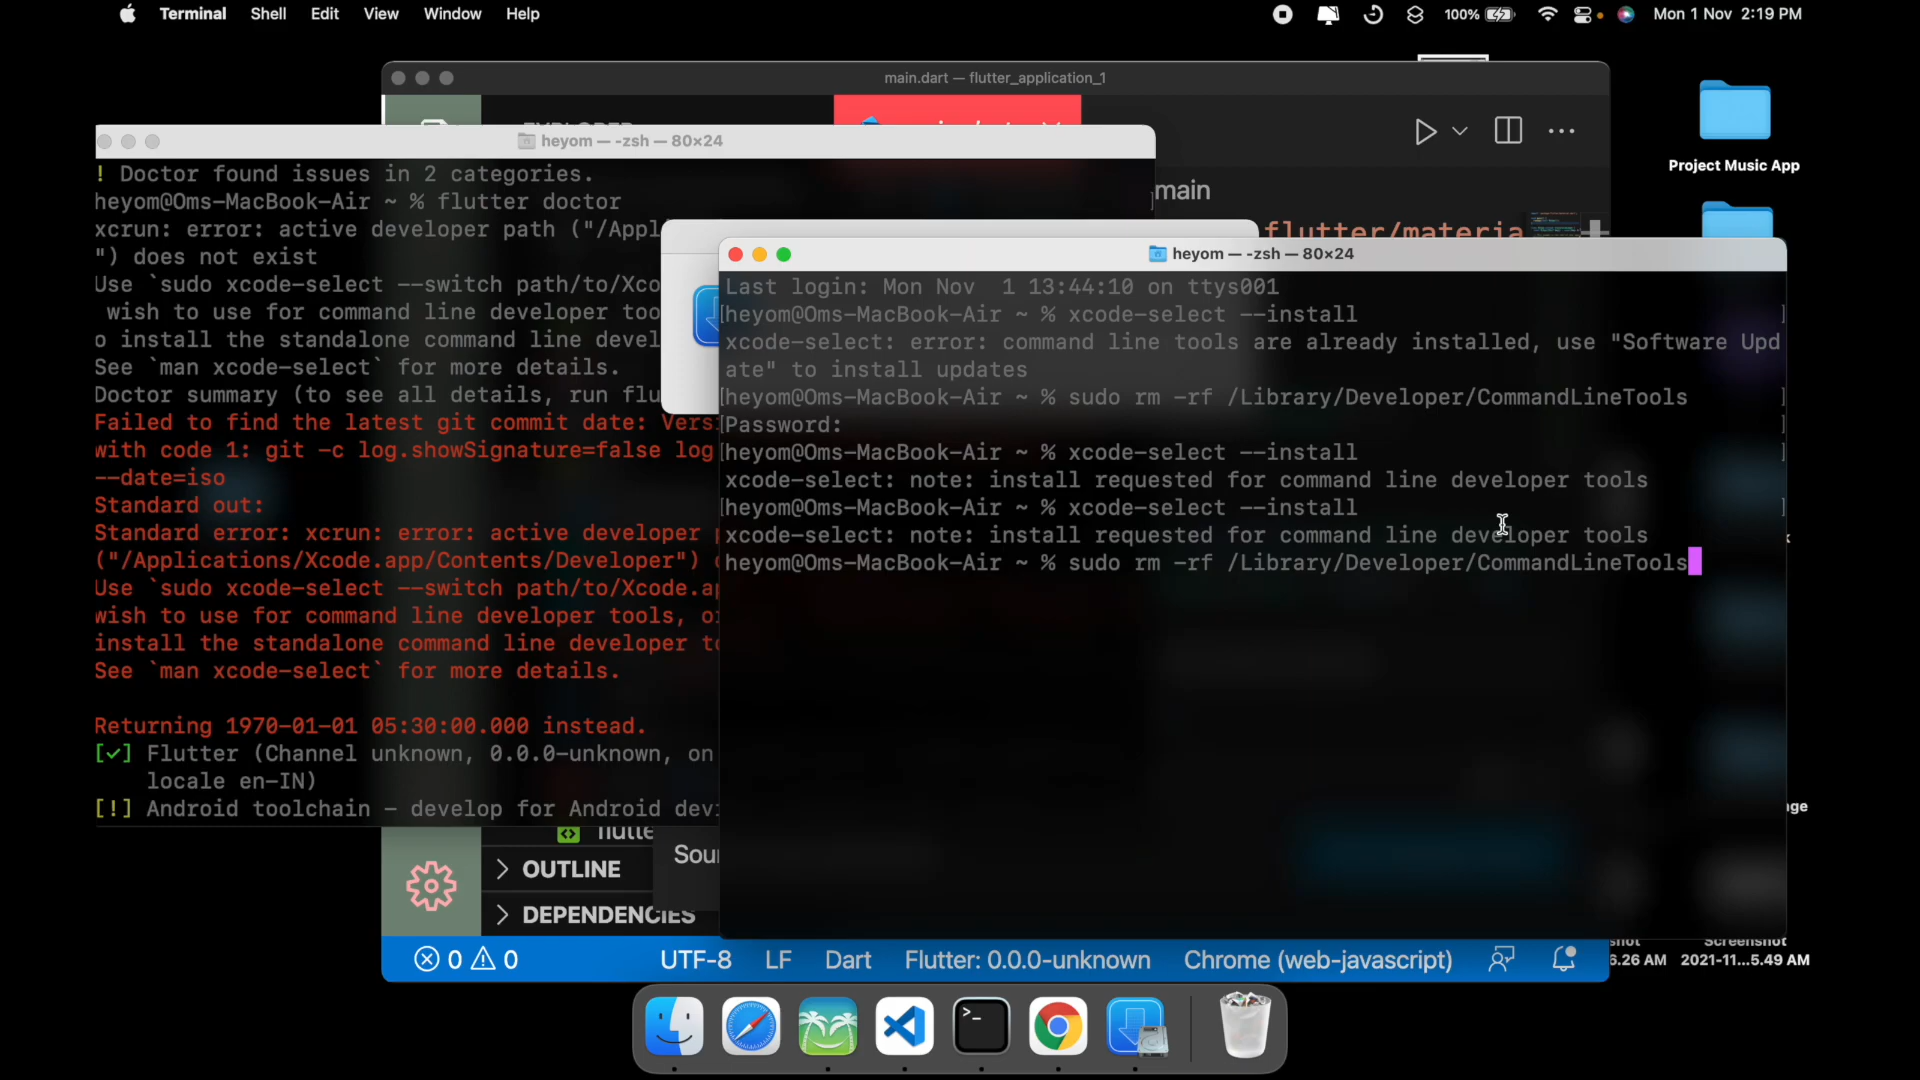 Terminal Shell Edit View Window Help
100% Mon 1 Nov 2:19 PM
main.dart — flutter_application_1
Project Music App
heyom — -zsh — 80×24
! Doctor found issues in 2 categories.
heyom@Oms-MacBook-Air ~ % flutter doctor
xcrun: error: active developer path ("/Appl
") does not exist
Use `sudo xcode-select --switch path/to/Xco
wish to use for command line developer too
o install the standalone command line devel
See `man xcode-select` for more details.
Doctor summary (to see all details, run flu
Failed to find the latest git commit date: Versi
with code 1: git -c log.showSignature=false log
--date=iso
Standard out:
Standard error: xcrun: error: active developer p
("/Applications/Xcode.app/Contents/Developer")
Use `sudo xcode-select --switch path/to/Xcode.ap
wish to use for command line developer tools, o
install the standalone command line developer to
See `man xcode-select` for more details.
Returning 1970-01-01 05:30:00.000 instead.
[✓] Flutter (Channel unknown, 0.0.0-unknown, on
locale en-IN)
[!] Android toolchain - develop for Android devi
main
flutter/materia
heyom — -zsh — 80×24
Last login: Mon Nov  1 13:44:10 on ttys001
[heyom@Oms-MacBook-Air ~ % xcode-select --install ]
xcode-select: error: command line tools are already installed, use "Software Upd
ate" to install updates
[heyom@Oms-MacBook-Air ~ % sudo rm -rf /Library/Developer/CommandLineTools ]
[Password: ]
[heyom@Oms-MacBook-Air ~ % xcode-select --install ]
xcode-select: note: install requested for command line developer tools
[heyom@Oms-MacBook-Air ~ % xcode-select --install ]
xcode-select: note: install requested for command line developer tools
heyom@Oms-MacBook-Air ~ % sudo rm -rf /Library/Developer/CommandLineTools
Sour
OUTLINE
DEPENDENCIES
0 0 UTF-8 LF Dart Flutter: 0.0.0-unknown Chrome (web-javascript)
age
Screenshot
6.26 AM 2021-11...5.49 AM